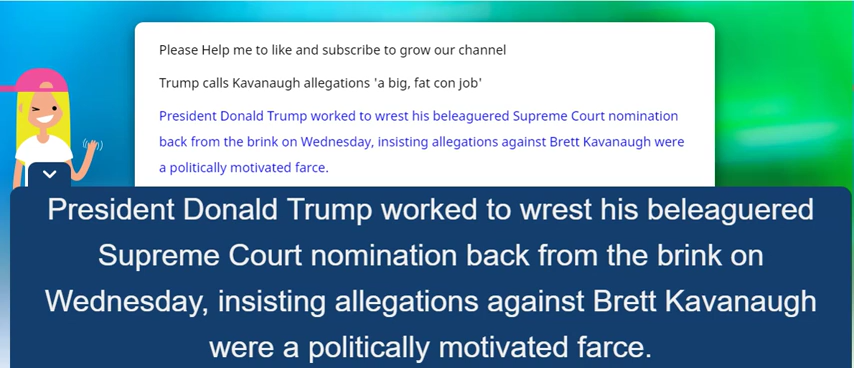 Please Help me to like and subscribe to grow our channel
Trump calls Kavanaugh allegations 'a big, fat con job'
President Donald Trump worked to wrest his beleaguered Supreme Court nomination
back from the brink on Wednesday, insisting allegations against Brett Kavanaugh were
a politically motivated farce.
President Donald Trump worked to wrest his beleaguered
Supreme Court nomination back from the brink on
Wednesday, insisting allegations against Brett Kavanaugh
were a politically motivated farce.